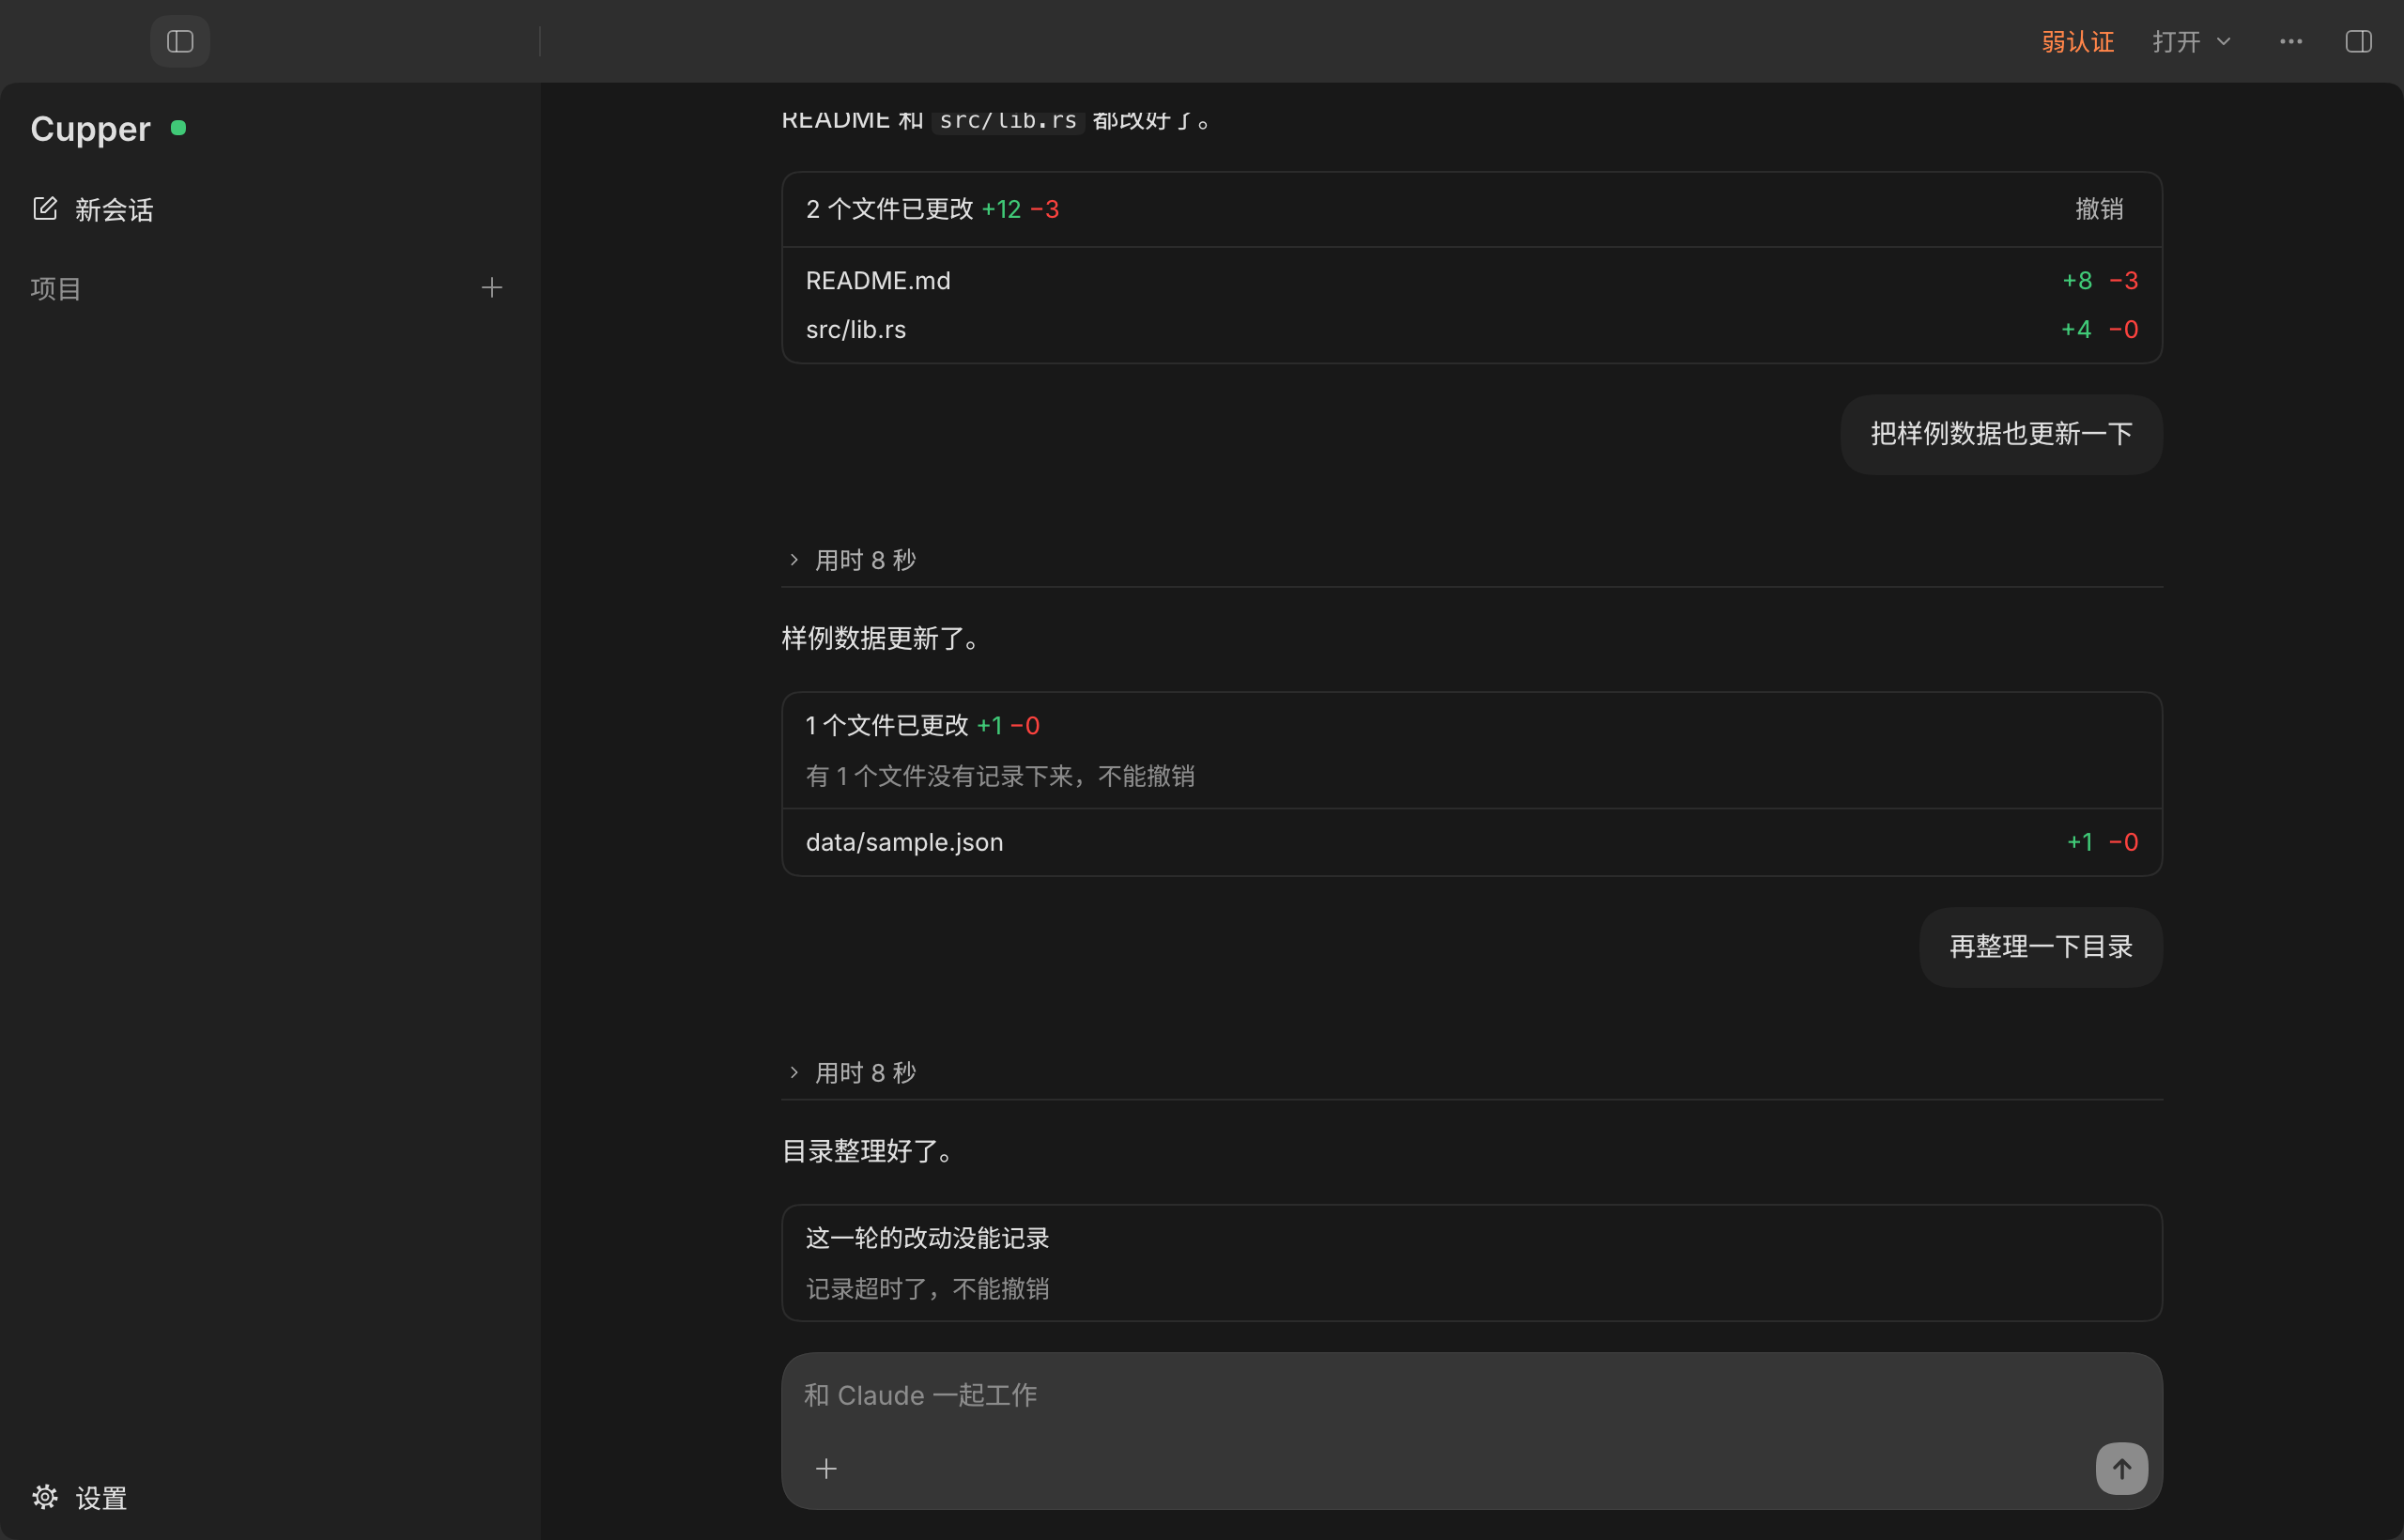 弱认证
打开
Cupper
新会话
项目
README 和 src/lib.rs 都改好了。
2 个文件已更改 +12 −3
撤销
README.md +8 −3
src/lib.rs +4 −0
把样例数据也更新一下
用时 8 秒
样例数据更新了。
1 个文件已更改 +1 −0
有 1 个文件没有记录下来，不能撤销
data/sample.json +1 −0
再整理一下目录
用时 8 秒
目录整理好了。
这一轮的改动没能记录
记录超时了，不能撤销
和 Claude 一起工作
设置